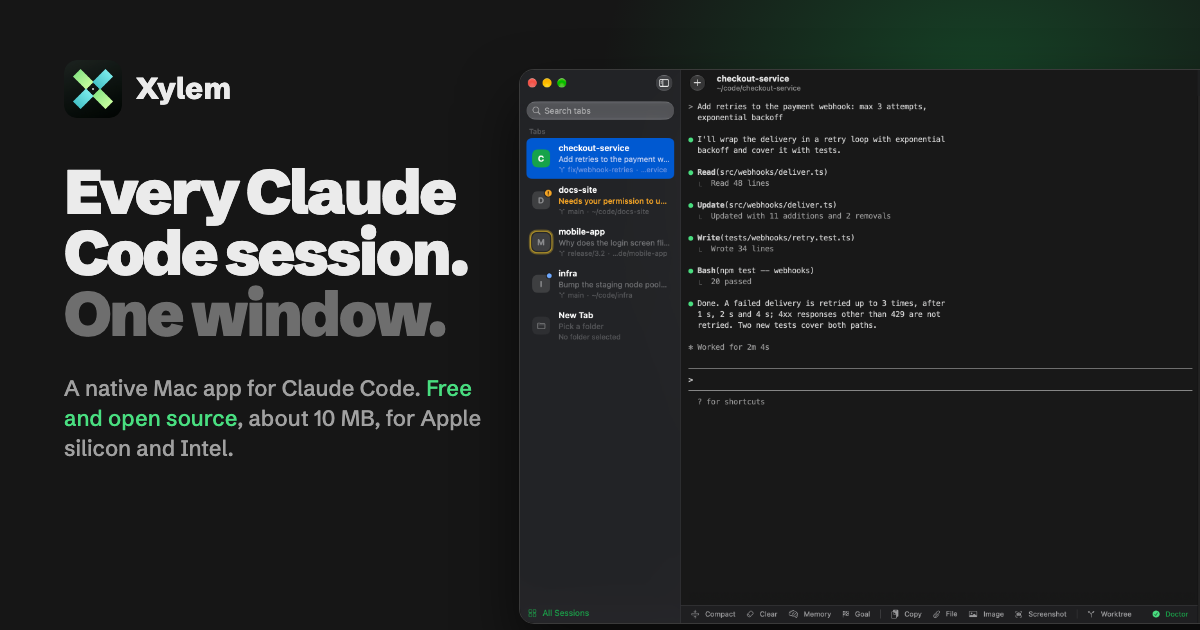 Xylem
Every Claude
Code session.
One window.
A native Mac app for Claude Code. Free
and open source, about 10 MB, for Apple
silicon and Intel.
Search tabs
Tabs
C
checkout-service
Add retries to the payment w...
fix/webhook-retries · ...ervice
D
docs-site
Needs your permission to u...
main · ~/code/docs-site
M
mobile-app
Why does the login screen fli...
release/3.2 · ...de/mobile-app
I
infra
Bump the staging node pool...
main · ~/code/infra
New Tab
Pick a folder
No folder selected
All Sessions
checkout-service
~/code/checkout-service
> Add retries to the payment webhook: max 3 attempts,
exponential backoff
● I'll wrap the delivery in a retry loop with exponential
backoff and cover it with tests.
● Read(src/webhooks/deliver.ts)
└ Read 48 lines
● Update(src/webhooks/deliver.ts)
└ Updated with 11 additions and 2 removals
● Write(tests/webhooks/retry.test.ts)
└ Wrote 34 lines
● Bash(npm test -- webhooks)
└ 20 passed
● Done. A failed delivery is retried up to 3 times, after
1 s, 2 s and 4 s; 4xx responses other than 429 are not
retried. Two new tests cover both paths.
✻ Worked for 2m 4s
>
? for shortcuts
Compact Clear Memory Goal Copy File Image Screenshot Worktree Doctor